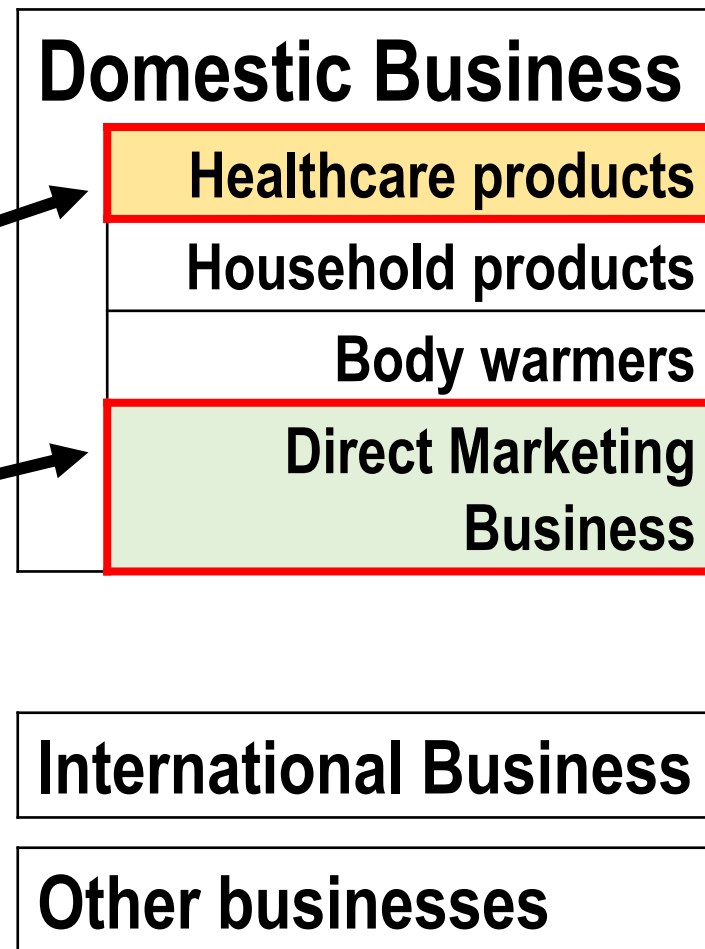 Domestic Business
Healthcare products
Household products
Body warmers
Direct Marketing
Business
International Business
Other businesses